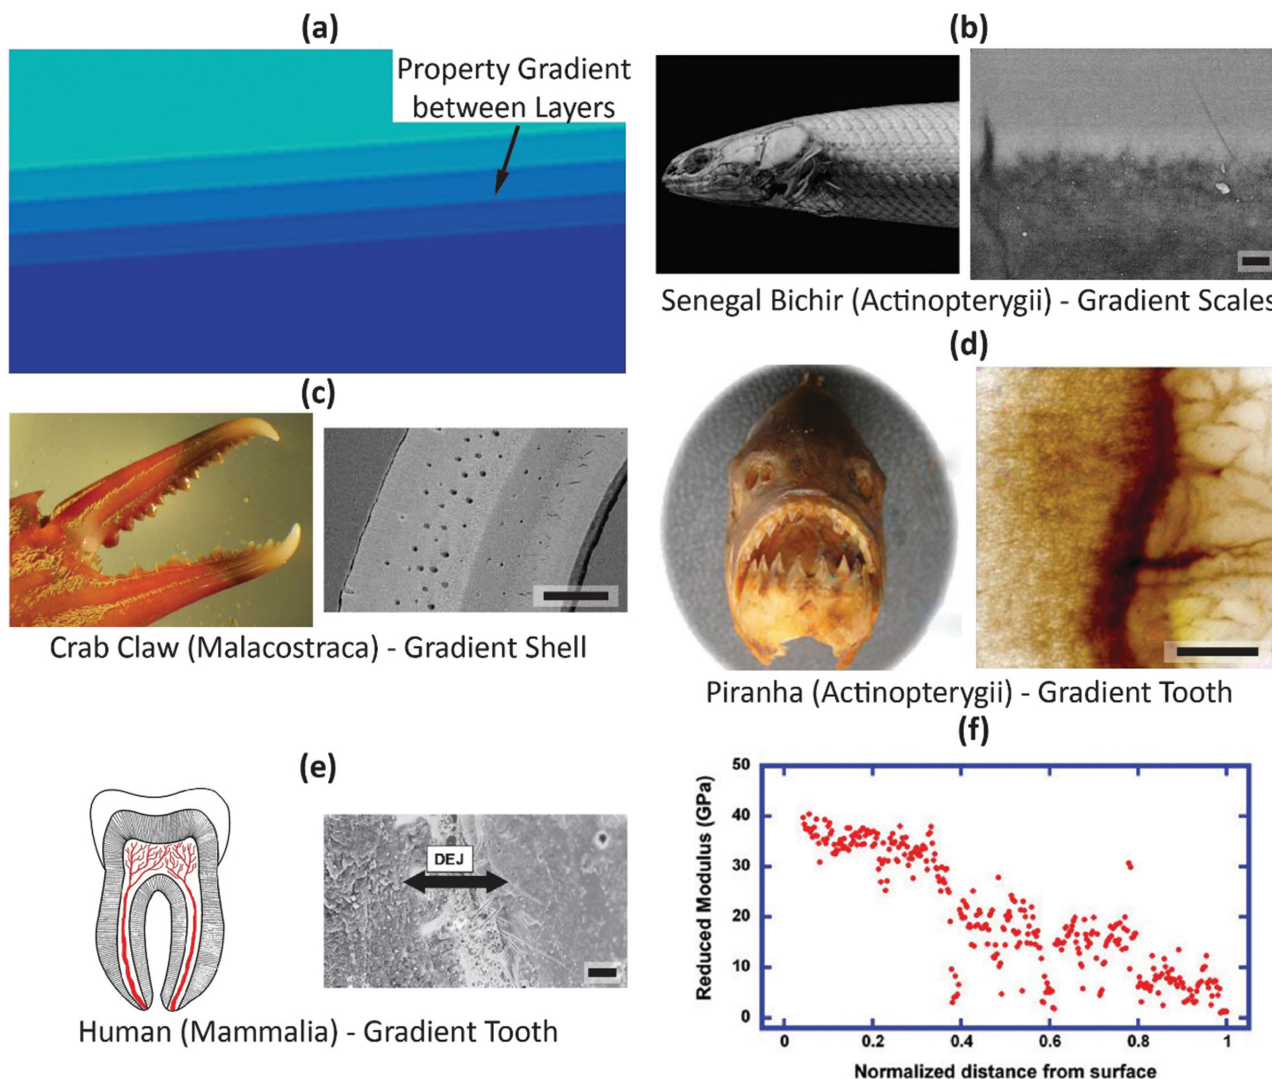 (a)
Property Gradient
between Layers
(b)
Senegal Bichir (Actinopterygii) - Gradient Scales
(c)
Crab Claw (Malacostraca) - Gradient Shell
(d)
Piranha (Actinopterygii) - Gradient Tooth
(e)
DEJ
Human (Mammalia) - Gradient Tooth
(f)
Reduced Modulus (GPa)
50
40
30
20
10
0
0 0.2 0.4 0.6 0.8 1
Normalized distance from surface